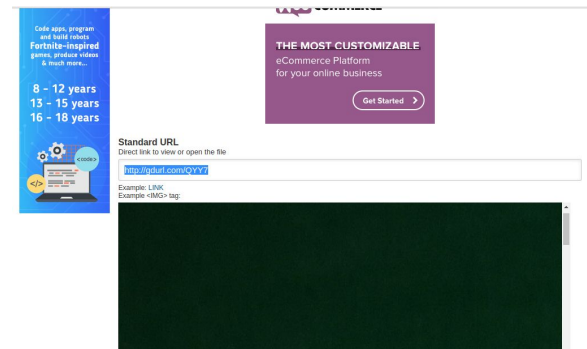 Code apps, program
and build robots
Fortnite-inspired
games, produce videos
& much more...
8 - 12 years
13 - 15 years
16 - 18 years
<code>
</>
COMMERCE
THE MOST CUSTOMIZABLE
eCommerce Platform
for your online business
Get Started
Standard URL
Direct link to view or open the file
http://gdurl.com/QYY7
Example: LINK
Example <IMG> tag: